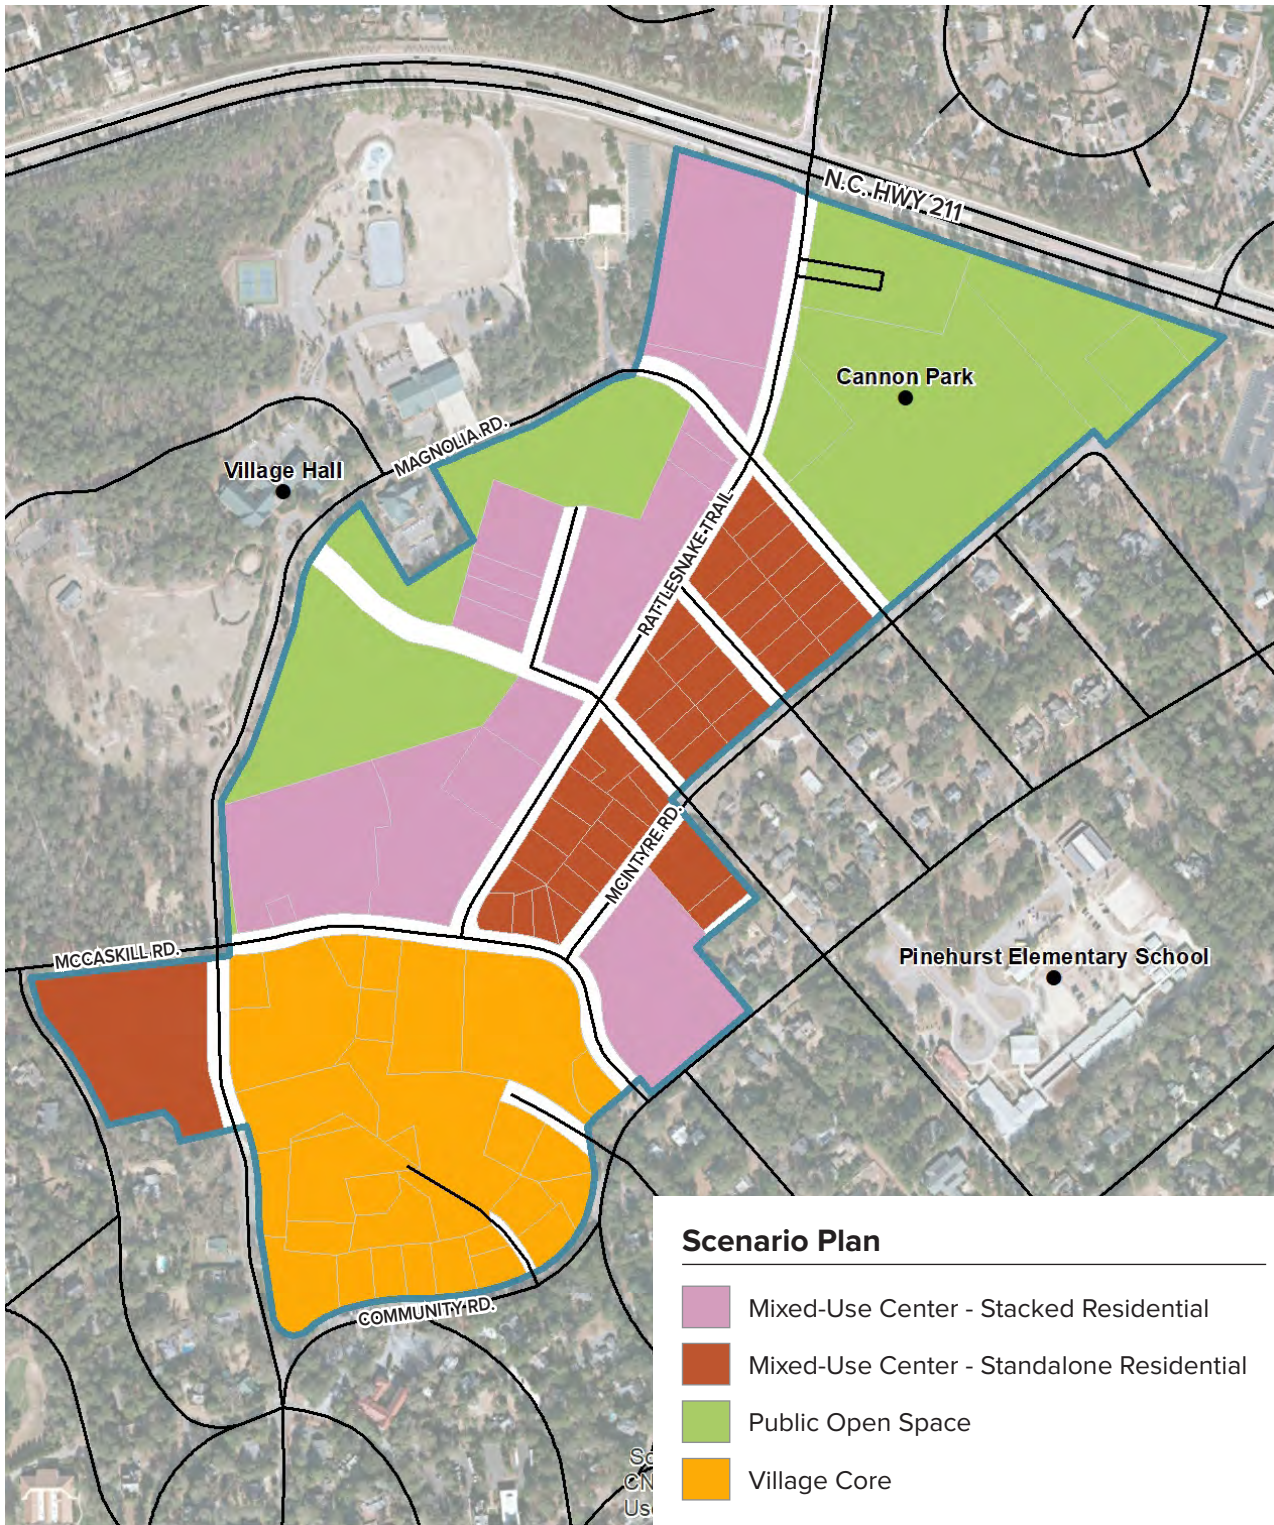 N.C. HWY 211
Cannon Park
MAGNOLIA RD.
Village Hall
RATTLESNAKE TRAIL
MCINTYRE RD.
MCCASKILL RD.
Pinehurst Elementary School
COMMUNITY RD.
Scenario Plan
Mixed-Use Center - Stacked Residential
Mixed-Use Center - Standalone Residential
Public Open Space
Village Core